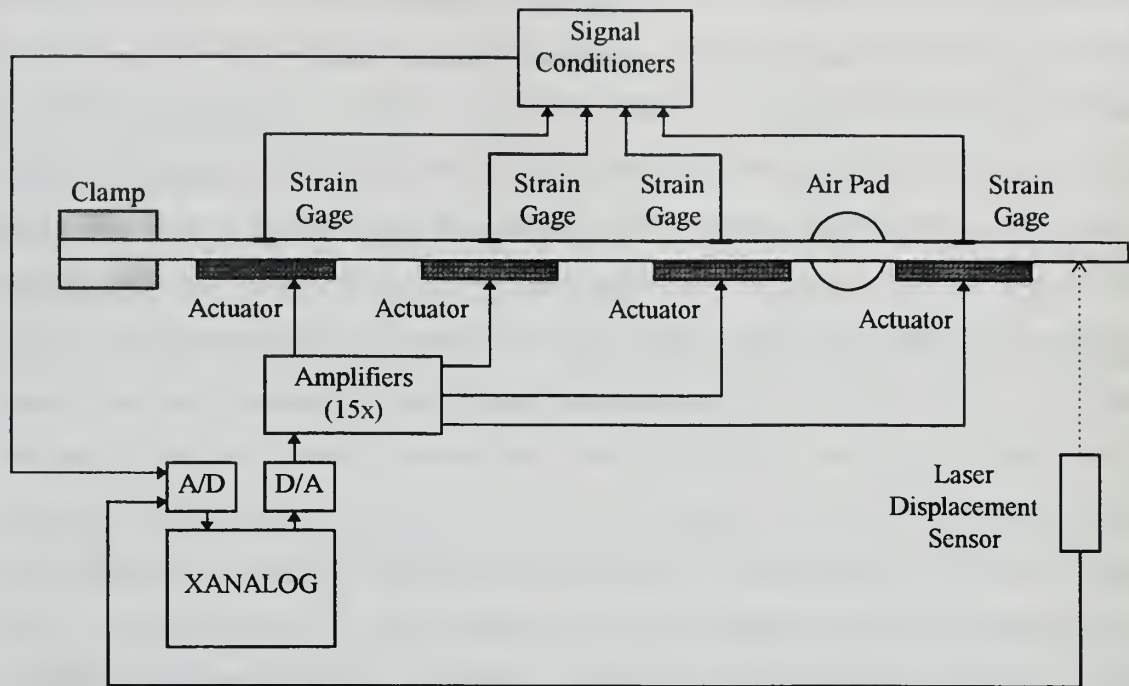 Signal
Conditioners
Clamp
Strain
Gage
Strain
Gage
Strain
Gage
Air Pad
Strain
Gage
Actuator
Actuator
Actuator
Actuator
Amplifiers
(15x)
A/D
D/A
Laser
Displacement
Sensor
XANALOG